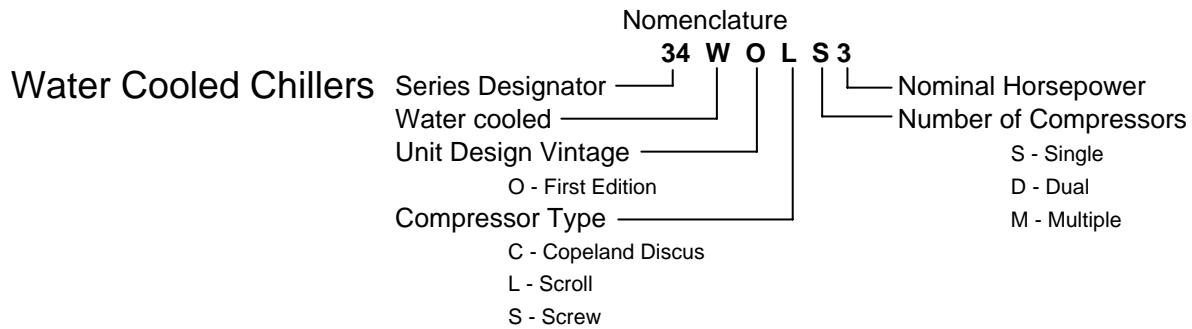 Nomenclature
34 W O L S 3
Water Cooled Chillers
Series Designator
Nominal Horsepower
Water cooled
Number of Compressors
Unit Design Vintage
S - Single
O - First Edition
D - Dual
Compressor Type
M - Multiple
C - Copeland Discus
L - Scroll
S - Screw